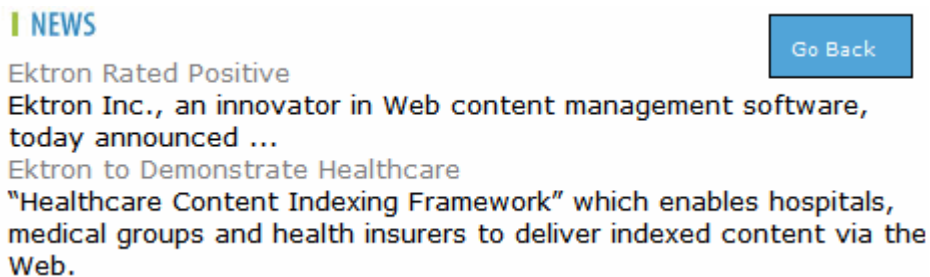 NEWS
Go Back
Ektron Rated Positive
Ektron Inc., an innovator in Web content management software,
today announced ...
Ektron to Demonstrate Healthcare
“Healthcare Content Indexing Framework” which enables hospitals,
medical groups and health insurers to deliver indexed content via the
Web.